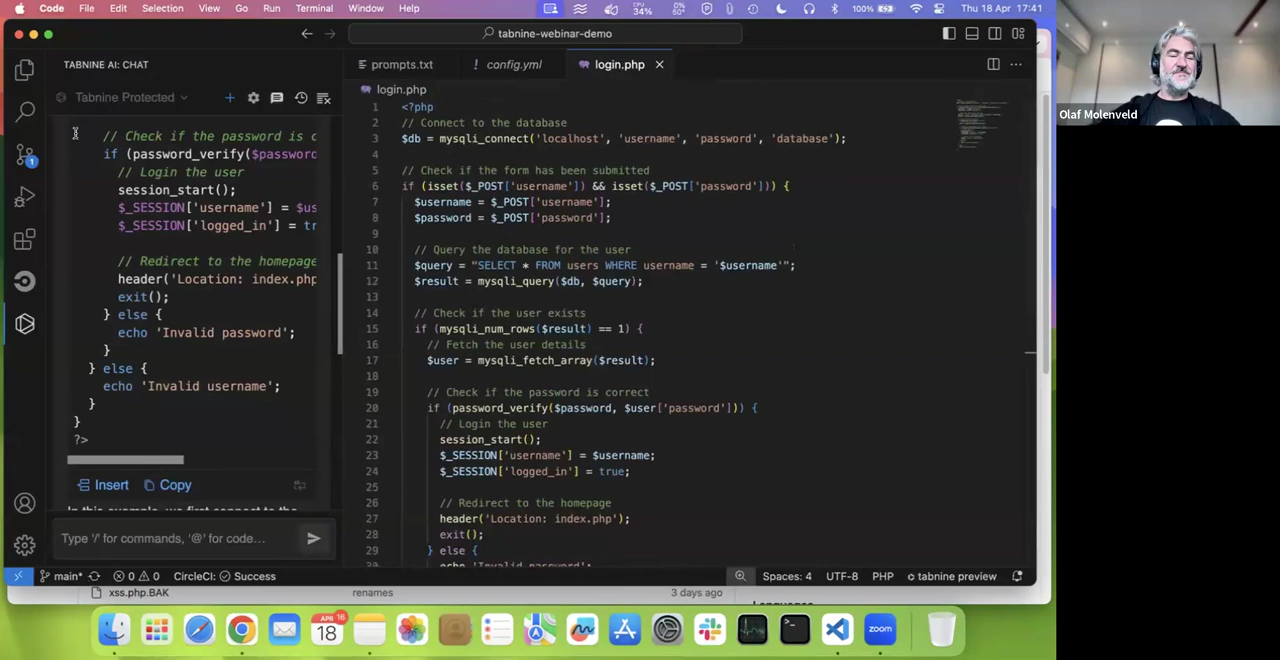 Code File Edit Selection View Go Run Terminal Window Help
CPU 34% 0% 50° 100% Thu 18 Apr 17:41
tabnine-webinar-demo
TABNINE AI: CHAT
Tabnine Protected
// Check if the password is c
if (password_verify($password
// Login the user
session_start();
$_SESSION['username'] = $us
$_SESSION['logged_in'] = tr
// Redirect to the homepage
header('Location: index.php
exit();
} else {
echo 'Invalid password';
}
} else {
echo 'Invalid username';
}
}
?>
Insert Copy
In this example, we first connect to the
Type '/' for commands, '@' for code...
prompts.txt ! config.yml login.php
login.php
1 <?php
2 // Connect to the database
3 $db = mysqli_connect('localhost', 'username', 'password', 'database');
4
5 // Check if the form has been submitted
6 if (isset($_POST['username']) && isset($_POST['password'])) {
7 $username = $_POST['username'];
8 $password = $_POST['password'];
9
10 // Query the database for the user
11 $query = "SELECT * FROM users WHERE username = '$username'";
12 $result = mysqli_query($db, $query);
13
14 // Check if the user exists
15 if (mysqli_num_rows($result) == 1) {
16 // Fetch the user details
17 $user = mysqli_fetch_array($result);
18
19 // Check if the password is correct
20 if (password_verify($password, $user['password'])) {
21 // Login the user
22 session_start();
23 $_SESSION['username'] = $username;
24 $_SESSION['logged_in'] = true;
25
26 // Redirect to the homepage
27 header('Location: index.php');
28 exit();
29 } else {
30 echo 'Invalid password';
1
main* 0 0 CircleCI: Success Spaces: 4 UTF-8 PHP tabnine preview
xss.php.BAK renames 3 days ago
Languages
APR 18
16
zoom
Olaf Molenveld